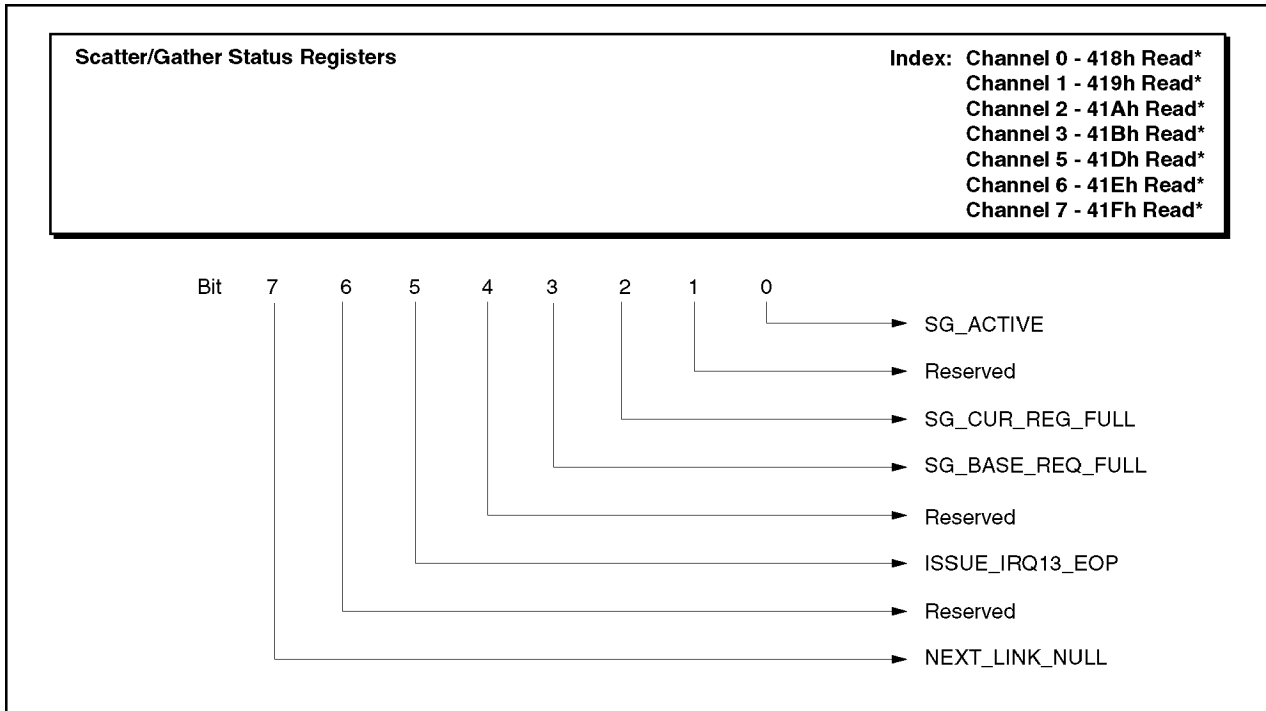 Scatter/Gather Status Registers
Index: Channel 0 - 418h Read*
Channel 1 - 419h Read*
Channel 2 - 41Ah Read*
Channel 3 - 41Bh Read*
Channel 5 - 41Dh Read*
Channel 6 - 41Eh Read*
Channel 7 - 41Fh Read*
Bit 7 6 5 4 3 2 1 0
SG_ACTIVE
Reserved
SG_CUR_REG_FULL
SG_BASE_REQ_FULL
Reserved
ISSUE_IRQ13_EOP
Reserved
NEXT_LINK_NULL